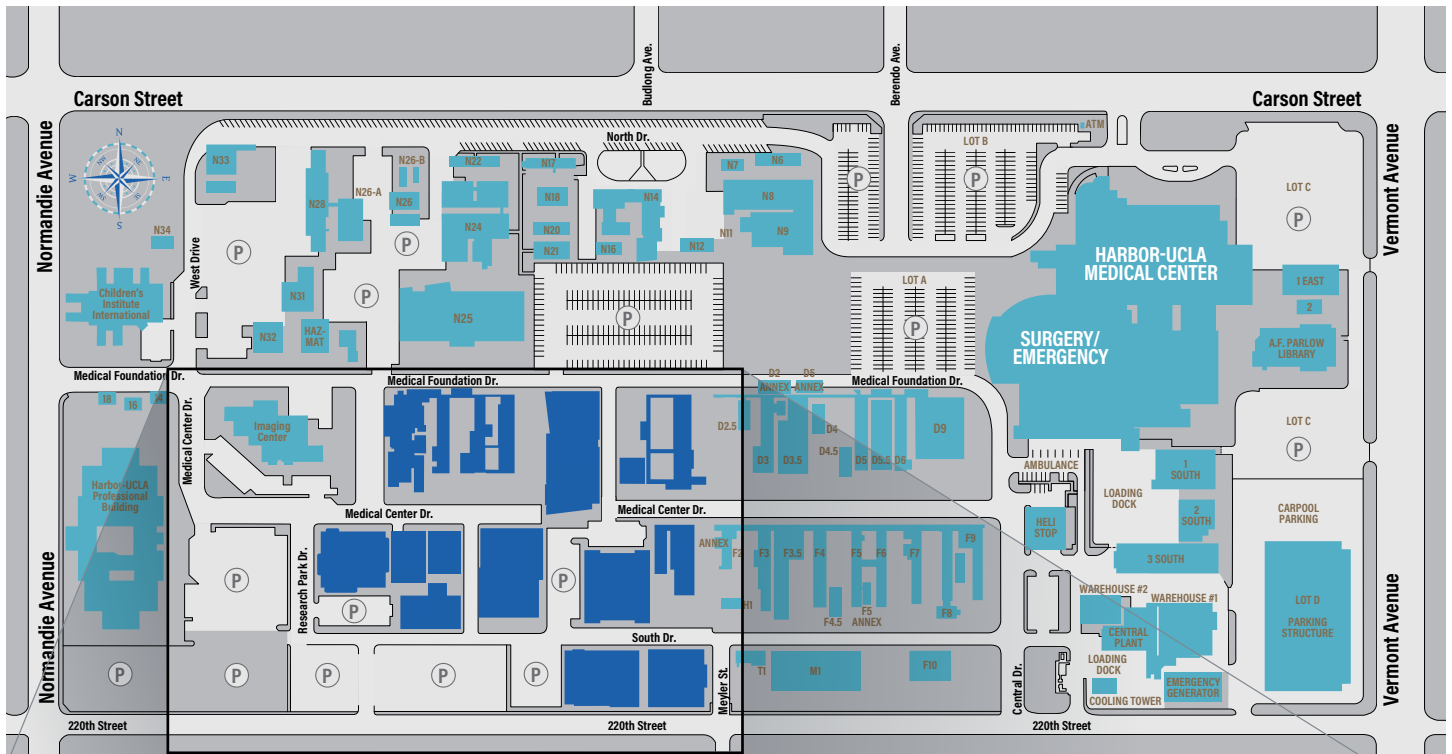 Budlong Ave.
Berendo Ave.
Carson Street
Carson Street
Normandie Avenue
Vermont Avenue
N
NE
E
SE
S
SW
W
NW
North Dr.
ATM
LOT B
P
P
N33
N28
N26-A
N26-B
N26
N22
N24
N17
N18
N20
N21
N14
N16
N12
N11
N7
N6
N8
N9
LOT C
P
N34
West Drive
P
P
P
HARBOR-UCLA
MEDICAL CENTER
1 EAST
2
Children's
Institute
International
N31
N32
HAZ-
MAT
N25
P
LOT A
P
SURGERY/
EMERGENCY
A.F. PARLOW
LIBRARY
Medical Foundation Dr.
Medical Foundation Dr.
Medical Foundation Dr.
D2
ANNEX
D5
ANNEX
18
16
14
Medical Center Dr.
Imaging
Center
D2.5
D3
D3.5
D4
D4.5
D5
D5.5
D6
D9
LOT C
P
AMBULANCE
1
SOUTH
LOADING
DOCK
2
SOUTH
CARPOOL
PARKING
HELI
STOP
3 SOUTH
Harbor-UCLA
Professional
Building
Medical Center Dr.
Medical Center Dr.
ANNEX
F2
F3
F3.5
F4
F5
F6
F7
F9
Normandie Avenue
P
Research Park Dr.
P
P
H1
F4.5
F5
ANNEX
F8
WAREHOUSE #2
WAREHOUSE #1
LOT D
PARKING
STRUCTURE
Vermont Avenue
South Dr.
CENTRAL
PLANT
P
P
P
P
P
Meyler St.
T1
M1
F10
Central Dr.
LOADING
DOCK
COOLING TOWER
EMERGENCY
GENERATOR
220th Street
220th Street
220th Street